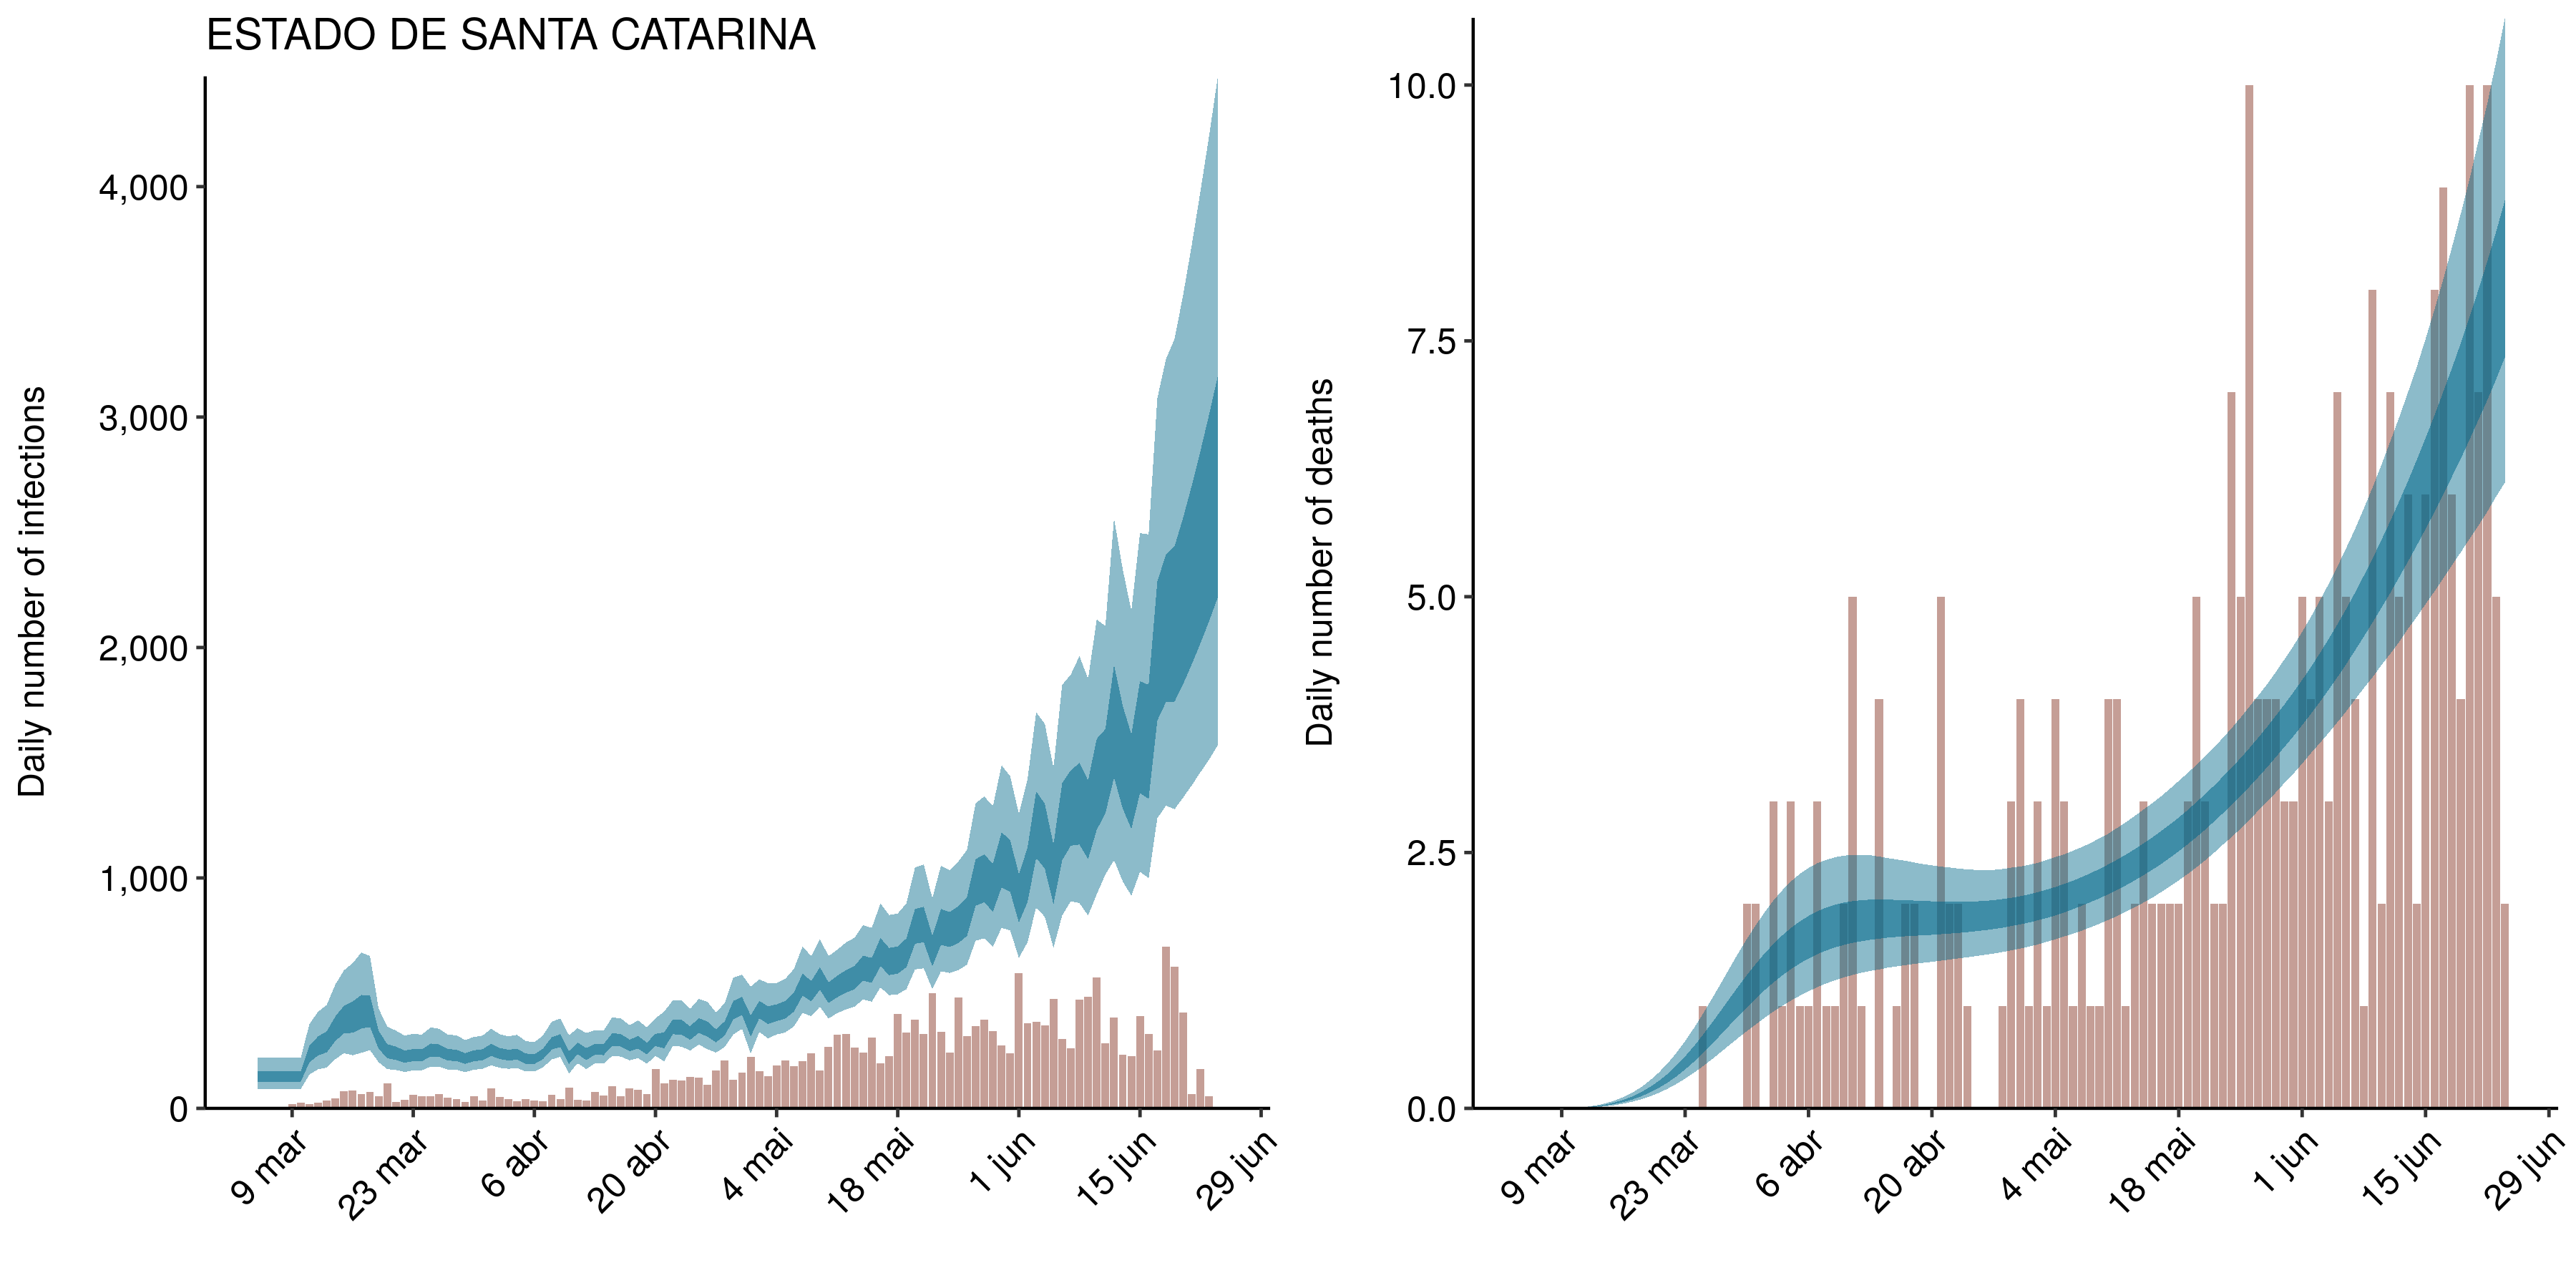 ESTADO DE SANTA CATARINA
Daily number of infections
4,000
3,000
2,000
1,000
0
9 mar
23 mar
6 abr
20 abr
4 mai
18 mai
1 jun
15 jun
29 jun
Daily number of deaths
10.0
7.5
5.0
2.5
0.0
9 mar
23 mar
6 abr
20 abr
4 mai
18 mai
1 jun
15 jun
29 jun